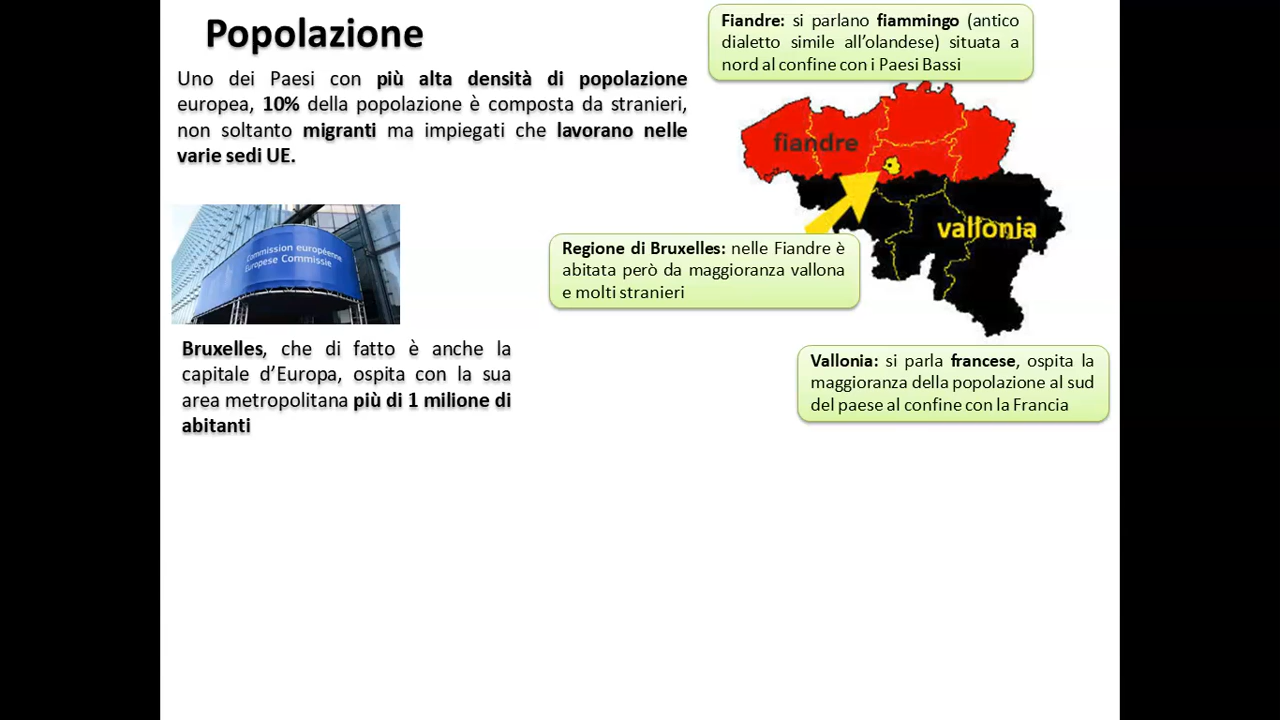 Popolazione
Uno dei Paesi con più alta densità di popolazione
europea, 10% della popolazione è composta da stranieri,
non soltanto migranti ma impiegati che lavorano nelle
varie sedi UE.
Commission européenne
Europese Commissie
Bruxelles, che di fatto è anche la
capitale d’Europa, ospita con la sua
area metropolitana più di 1 milione di
abitanti
Fiandre: si parlano fiammingo (antico
dialetto simile all’olandese) situata a
nord al confine con i Paesi Bassi
fiandre
vallonia
Regione di Bruxelles: nelle Fiandre è
abitata però da maggioranza vallona
e molti stranieri
Vallonia: si parla francese, ospita la
maggioranza della popolazione al sud
del paese al confine con la Francia